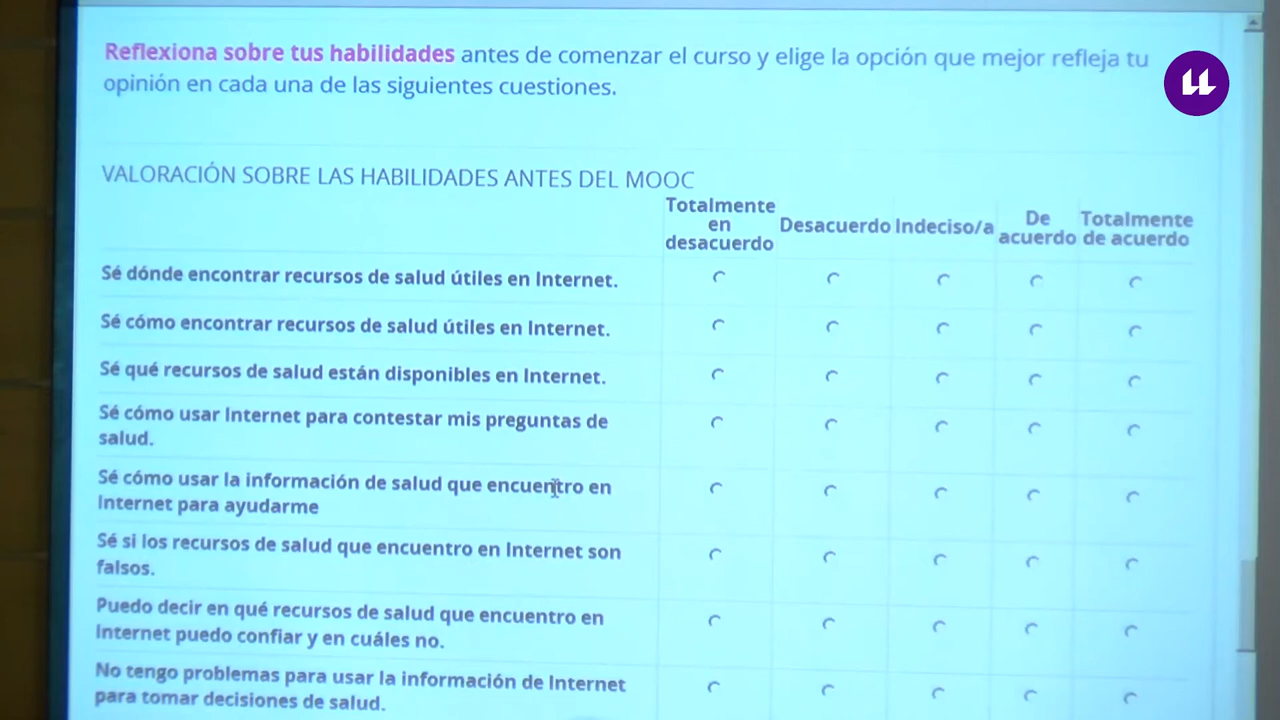 Reflexiona sobre tus habilidades antes de comenzar el curso y elige la opción que mejor refleja tu
opinión en cada una de las siguientes cuestiones.
VALORACIÓN SOBRE LAS HABILIDADES ANTES DEL MOOC
Totalmente
en
desacuerdo
Desacuerdo
Indeciso/a
De
acuerdo
Totalmente
de acuerdo
Sé dónde encontrar recursos de salud útiles en Internet.
Sé cómo encontrar recursos de salud útiles en Internet.
Sé qué recursos de salud están disponibles en Internet.
Sé cómo usar Internet para contestar mis preguntas de
salud.
Sé cómo usar la información de salud que encuentro en
Internet para ayudarme
Sé si los recursos de salud que encuentro en Internet son
falsos.
Puedo decir en qué recursos de salud que encuentro en
Internet puedo confiar y en cuáles no.
No tengo problemas para usar la información de Internet
para tomar decisiones de salud.